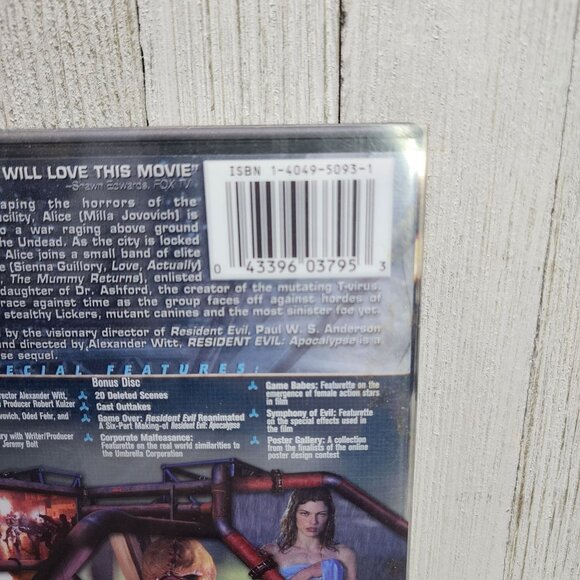 WILL LOVE THIS MOVIE"
–Shawn Edwards, FOX TV
ISBN 1-4049-5093-1
0 43396 03795 3
aping the horrors of the
cility, Alice (Milla Jovovich) is
o a war raging above ground
he Undead. As the city is locked
Alice joins a small band of elite
e (Sienna Guillory, Love, Actually)
, The Mummy Returns), enlisted
daughter of Dr. Ashford, the creator of the mutating T-virus.
race against time as the group faces off against hordes of
stealthy Lickers, mutant canines and the most sinister foe yet.
d by the visionary director of Resident Evil, Paul W. S. Anderson
and directed by Alexander Witt, RESIDENT EVIL: Apocalypse is a
se sequel.
PECIAL FEATURES:
rector Alexander Witt,
Producer Robert Kulzer
ovovich, Oded Fehr, and
ry with Writer/Producer
Jeremy Bolt
Bonus Disc
20 Deleted Scenes
Cast Outtakes
Game Over: Resident Evil Reanimated
A Six-Part Making-of Resident Evil: Apocalypse
Corporate Malfeasance:
Featurette on the real world similarities to
the Umbrella Corporation
Game Babes: Featurette on the
emergence of female action stars
in film
Symphony of Evil: Featurette
on the special effects used
in the film
Poster Gallery: A collection
from the finalists of the online
poster design contest